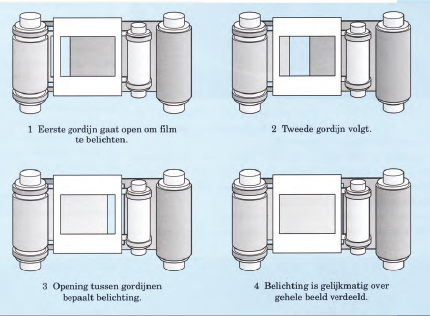 1 Eerste gordijn gaat open om film
te belichten.
2 Tweede gordijn volgt.
3 Opening tussen gordijnen
bepaalt belichting.
4 Belichting is gelijkmatig over
gehele beeld verdeeld.